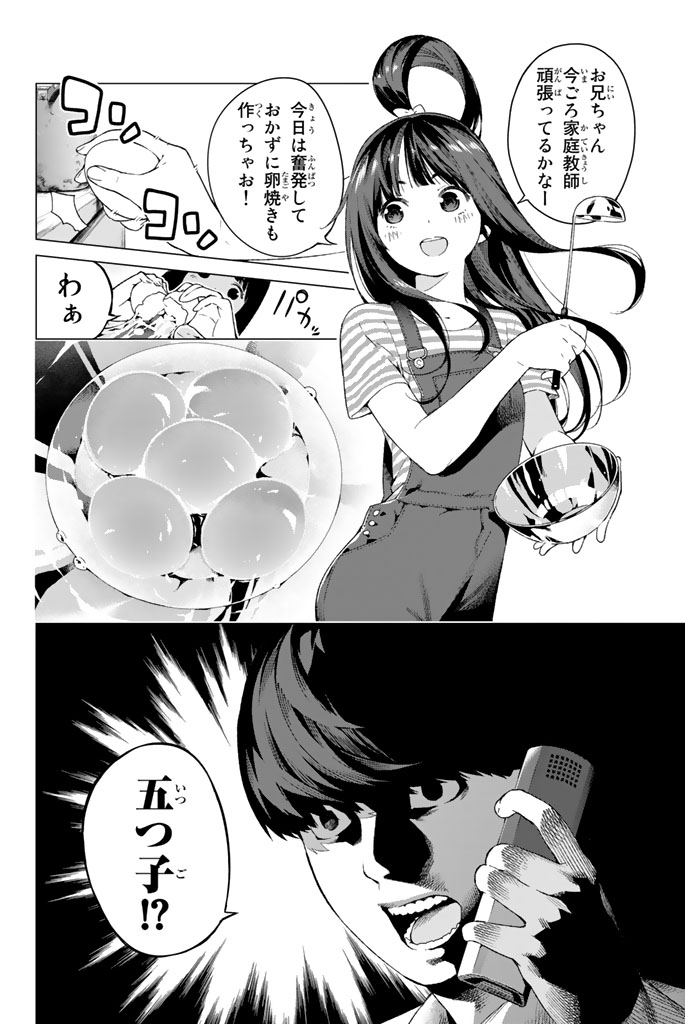 お兄ちゃん
今ごろ家庭教師
頑張ってるかなー
今日は奮発して
おかずに卵焼きも
作っちゃお!
コン
コン
パカッ
わぁ
五つ子!?